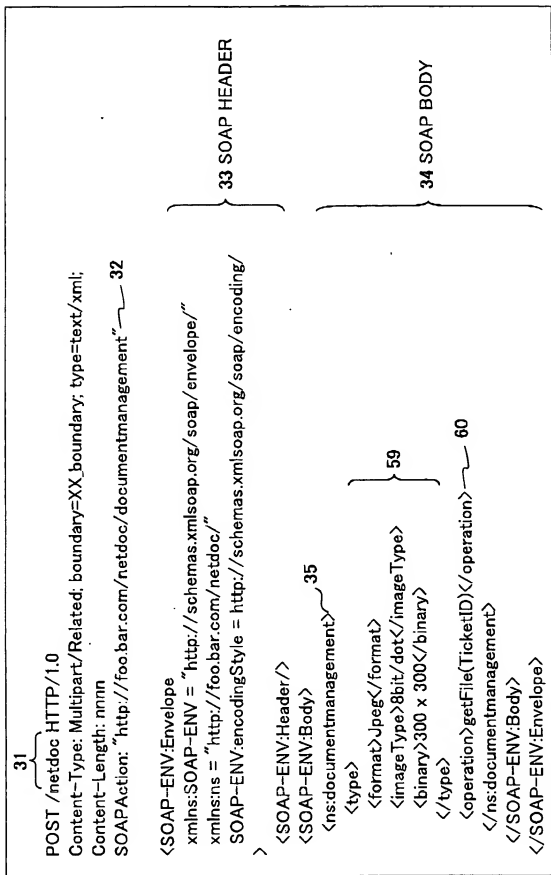 31
POST /netdoc HTTP/1.0
Content-Type: Multipart/Related; boundary=XX_boundary; type=text/xml;
Content-Length: nnnn
SOAPAction: "http://foo.bar.com/netdoc/documentmanagement" 32
<SOAP-ENV:Envelope
xmlns:SOAP-ENV = "http://schemas.xmlsoap.org/soap/envelope/"
xmlns:ns = "http://foo.bar.com/netdoc/"
SOAP-ENV:encodingStyle = http://schemas.xmlsoap.org/soap/encoding/
>
33 SOAP HEADER
<SOAP-ENV:Header/>
<SOAP-ENV:Body>
<ns:documentmanagement> 35
<type>
<format>Jpeg</format>
<imageType>8bit/dot</imageType>
<binary>300 x 300</binary>
</type>
59
<operation>getFile(TicketID)</operation> 60
</ns:documentmanagement>
</SOAP-ENV:Body>
</SOAP-ENV:Envelope>
34 SOAP BODY